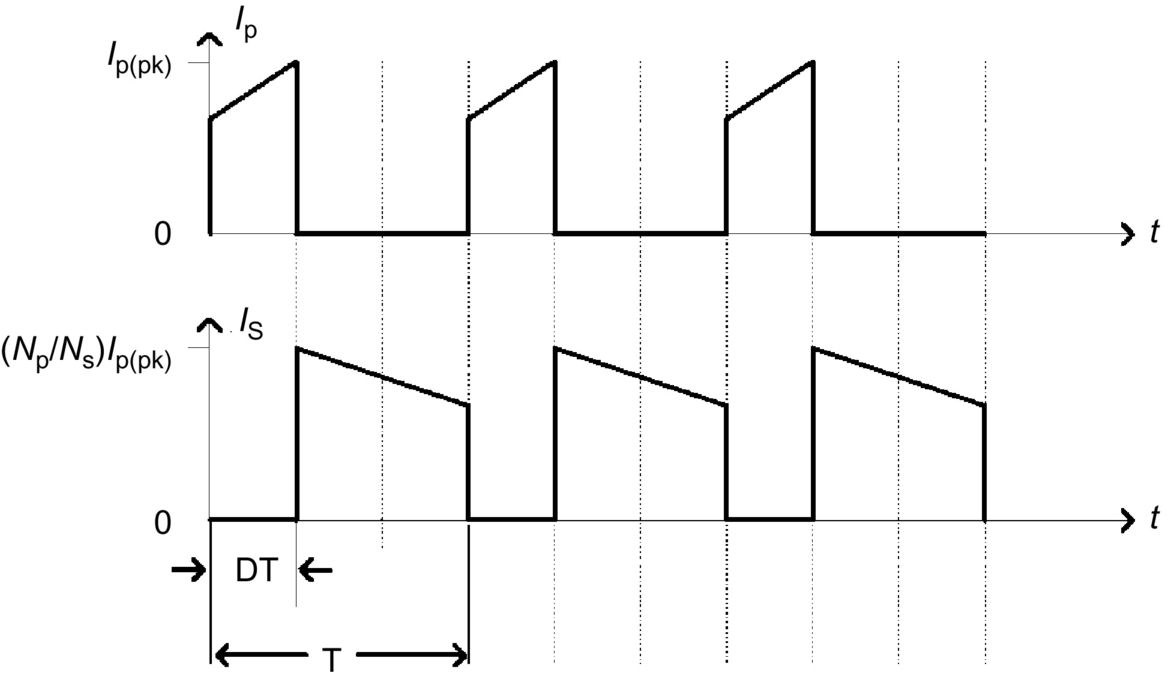 Ip
Ip(pk)
0
t
IS
(Np/Ns)Ip(pk)
0
t
DT
T